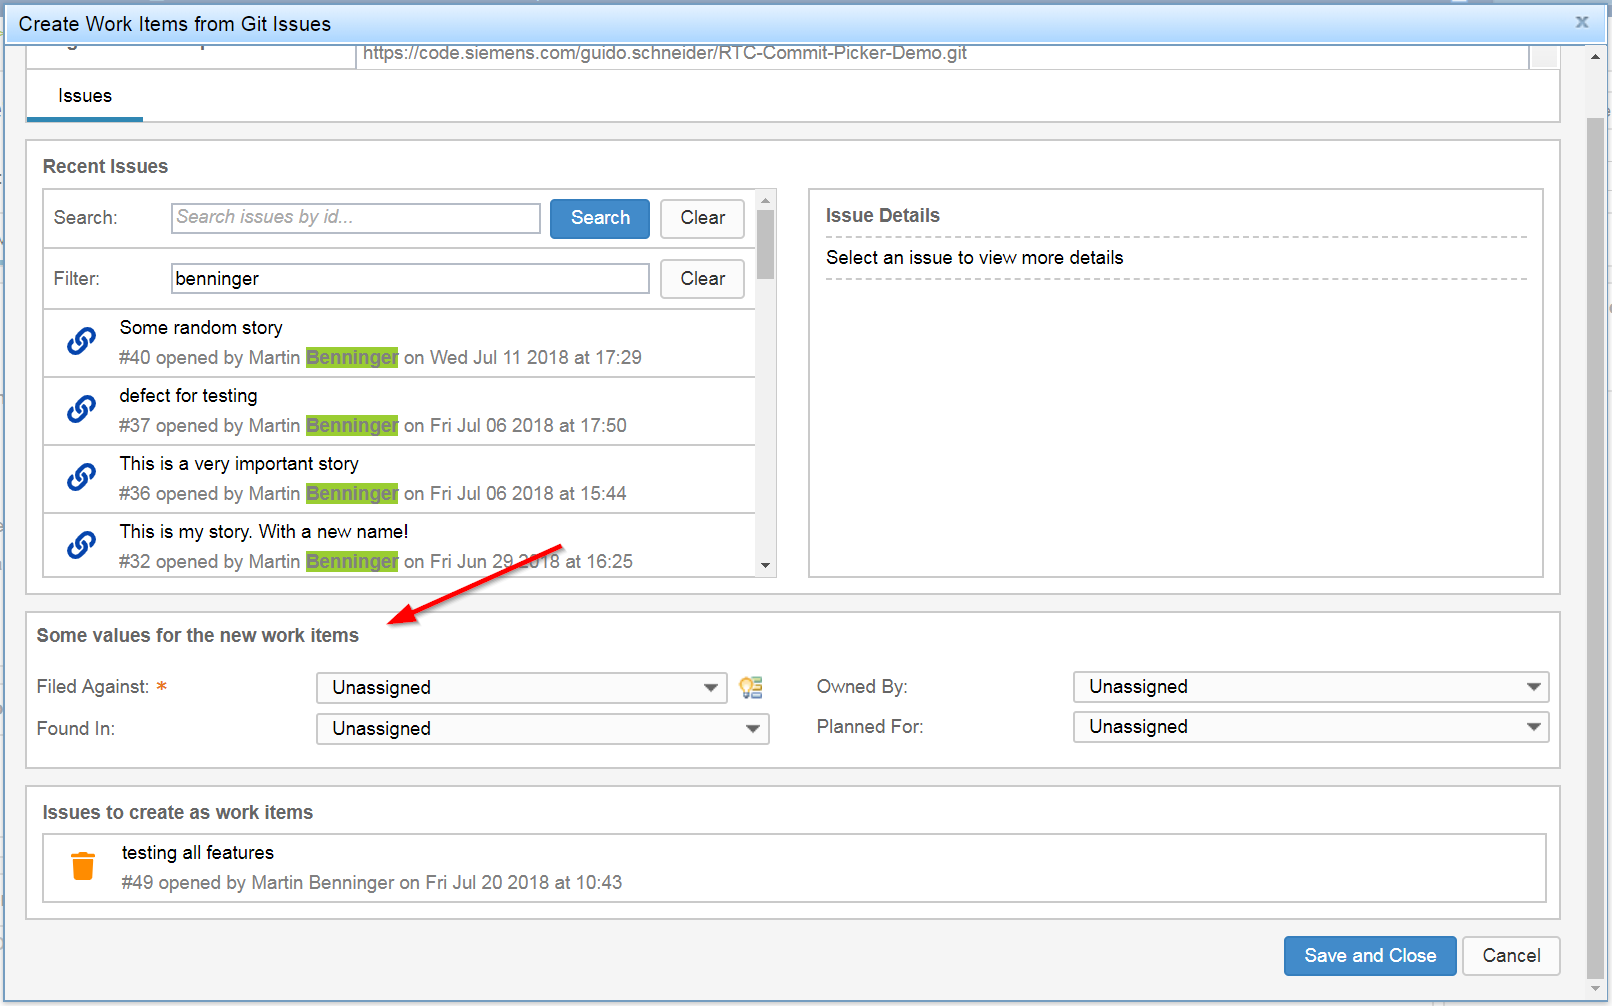 Create Work Items from Git Issues
https://code.siemens.com/guido.schneider/RTC-Commit-Picker-Demo.git
Issues
Recent Issues
Search:
Search issues by id...
Search
Clear
Filter:
benninger
Clear
Some random story
#40 opened by Martin Benninger on Wed Jul 11 2018 at 17:29
defect for testing
#37 opened by Martin Benninger on Fri Jul 06 2018 at 17:50
This is a very important story
#36 opened by Martin Benninger on Fri Jul 06 2018 at 15:44
This is my story. With a new name!
#32 opened by Martin Benninger on Fri Jun 29 2018 at 16:25
Issue Details
Select an issue to view more details
Some values for the new work items
Filed Against: *
Unassigned
Owned By:
Unassigned
Found In:
Unassigned
Planned For:
Unassigned
Issues to create as work items
testing all features
#49 opened by Martin Benninger on Fri Jul 20 2018 at 10:43
Save and Close
Cancel